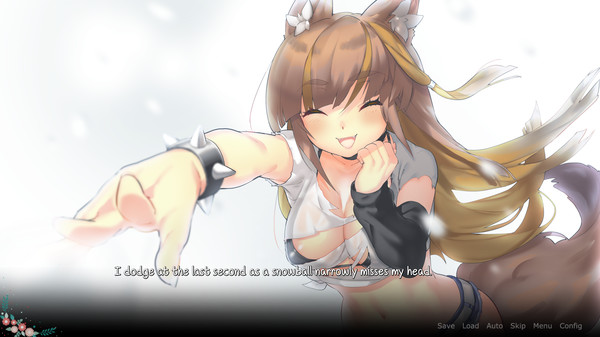 I dodge at the last second as a snowball narrowly misses my head.
Save Load Auto Skip Menu Config